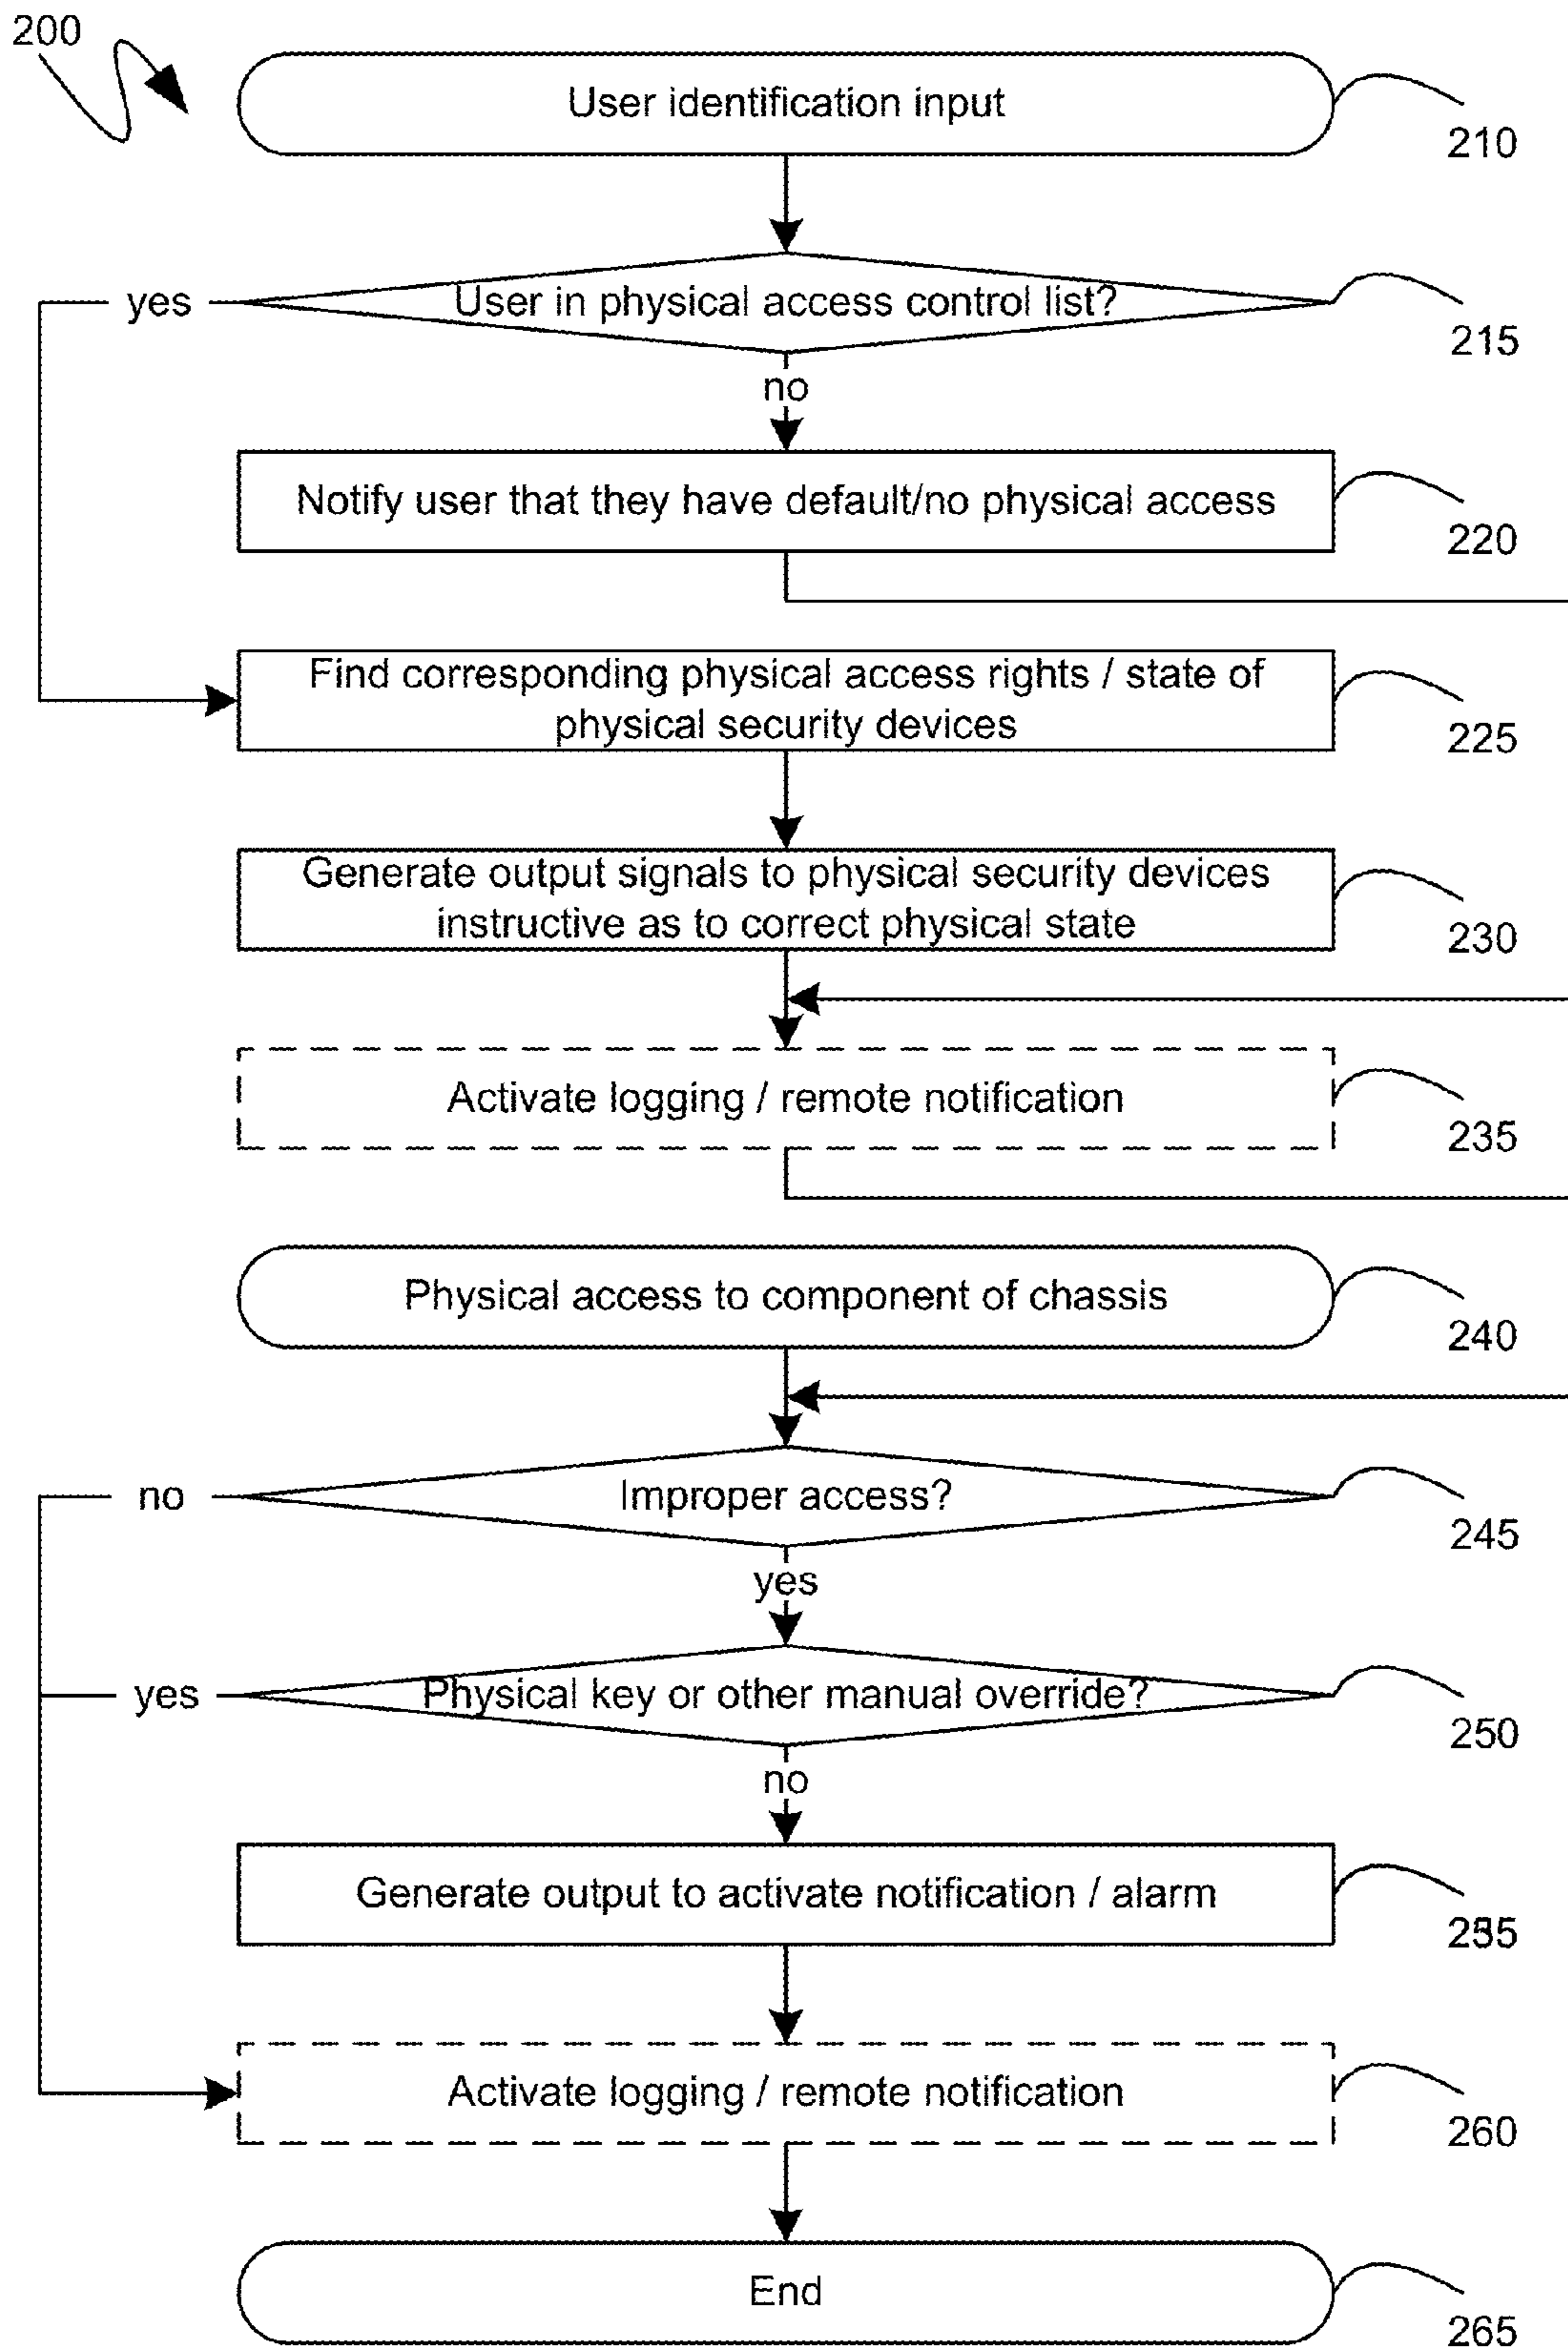 200
User identification input
210
User in physical access control list?
yes
215
no
Notify user that they have default/no physical access
220
Find corresponding physical access rights / state of
physical security devices
225
Generate output signals to physical security devices
instructive as to correct physical state
230
Activate logging / remote notification
235
Physical access to component of chassis
240
Improper access?
no
245
yes
Physical key or other manual override?
yes
250
no
Generate output to activate notification / alarm
Activate logging / remote notification
260
End
265